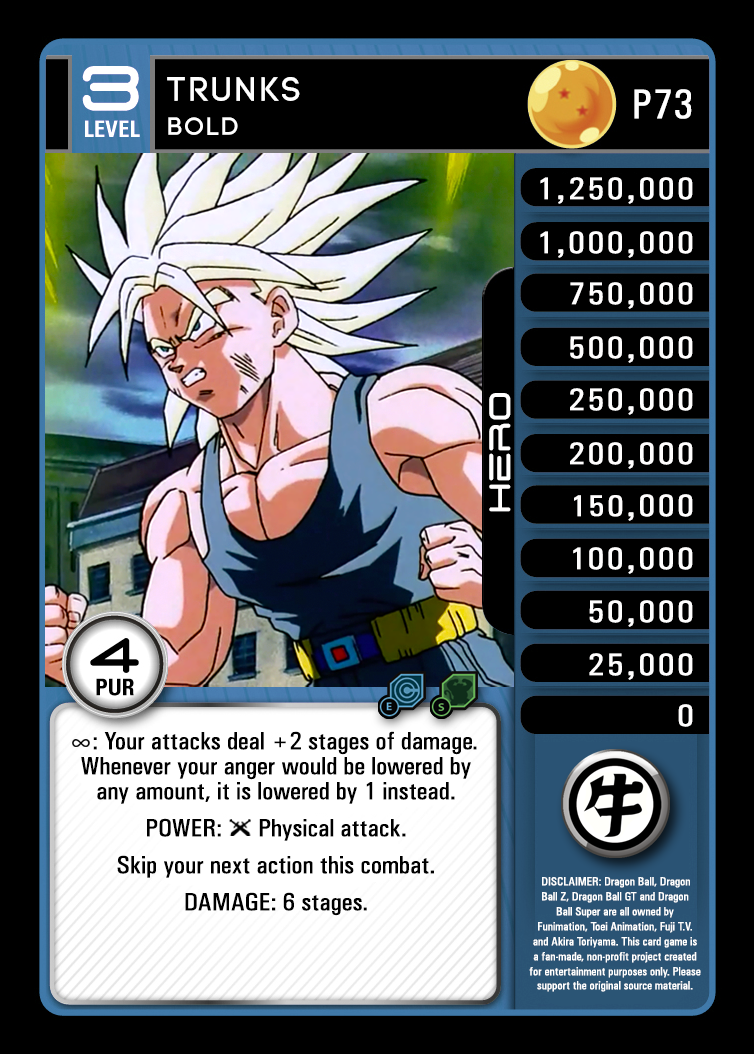 3
LEVEL
TRUNKS
BOLD
P73
1,250,000
1,000,000
750,000
500,000
250,000
200,000
150,000
100,000
50,000
25,000
0
HERO
4
PUR
E
S
∞: Your attacks deal +2 stages of damage.
Whenever your anger would be lowered by
any amount, it is lowered by 1 instead.
POWER: Physical attack.
Skip your next action this combat.
DAMAGE: 6 stages.
牛
DISCLAIMER: Dragon Ball, Dragon
Ball Z, Dragon Ball GT and Dragon
Ball Super are all owned by
Funimation, Toei Animation, Fuji T.V.
and Akira Toriyama. This card game is
a fan-made, non-profit project created
for entertainment purposes only. Please
support the original source material.